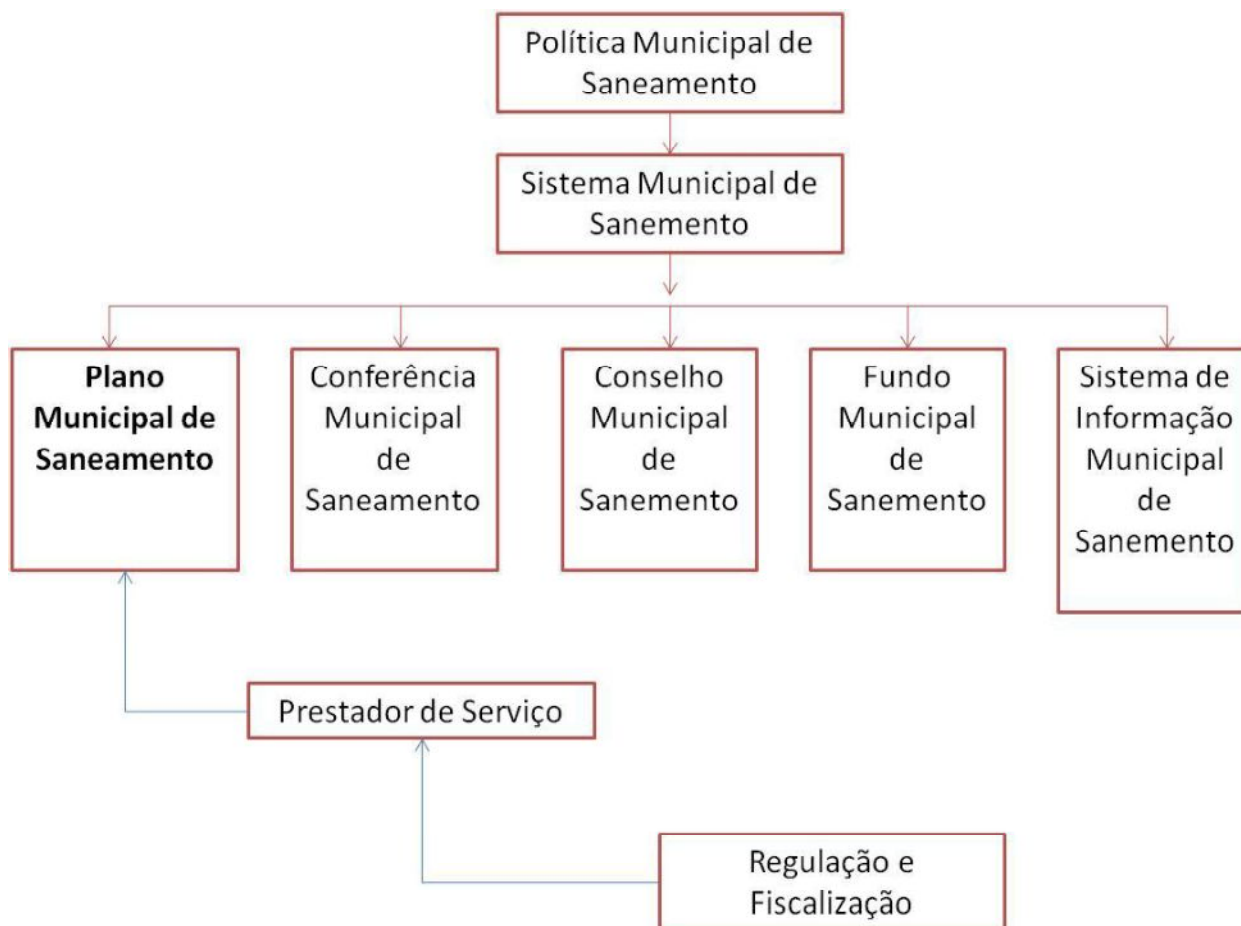 Política Municipal de
Saneamento
Sistema Municipal de
Sanemento
Plano
Municipal de
Saneamento
Conferência
Municipal
de
Saneamento
Conselho
Municipal
de
Sanemento
Fundo
Municipal
de
Sanemento
Sistema de
Informação
Municipal
de
Sanemento
Prestador de Serviço
Regulação e
Fiscalização